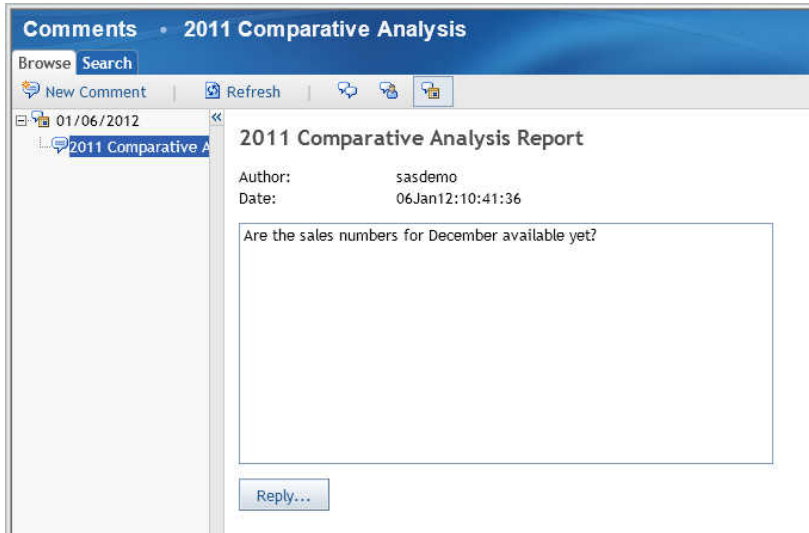 Comments • 2011 Comparative Analysis
Browse Search
New Comment | Refresh |
01/06/2012 «
2011 Comparative A
2011 Comparative Analysis Report
Author: sasdemo
Date: 06Jan12:10:41:36
Are the sales numbers for December available yet?
Reply...